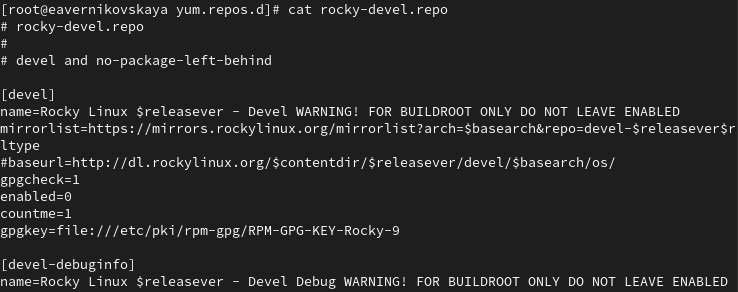 [root@eavernikovskaya yum.repos.d]# cat rocky-devel.repo
# rocky-devel.repo
#
# devel and no-package-left-behind

[devel]
name=Rocky Linux $releasever - Devel WARNING! FOR BUILDROOT ONLY DO NOT LEAVE ENABLED
mirrorlist=https://mirrors.rockylinux.org/mirrorlist?arch=$basearch&repo=devel-$releasever$r
ltype
#baseurl=http://dl.rockylinux.org/$contentdir/$releasever/devel/$basearch/os/
gpgcheck=1
enabled=0
countme=1
gpgkey=file:///etc/pki/rpm-gpg/RPM-GPG-KEY-Rocky-9

[devel-debuginfo]
name=Rocky Linux $releasever - Devel Debug WARNING! FOR BUILDROOT ONLY DO NOT LEAVE ENABLED